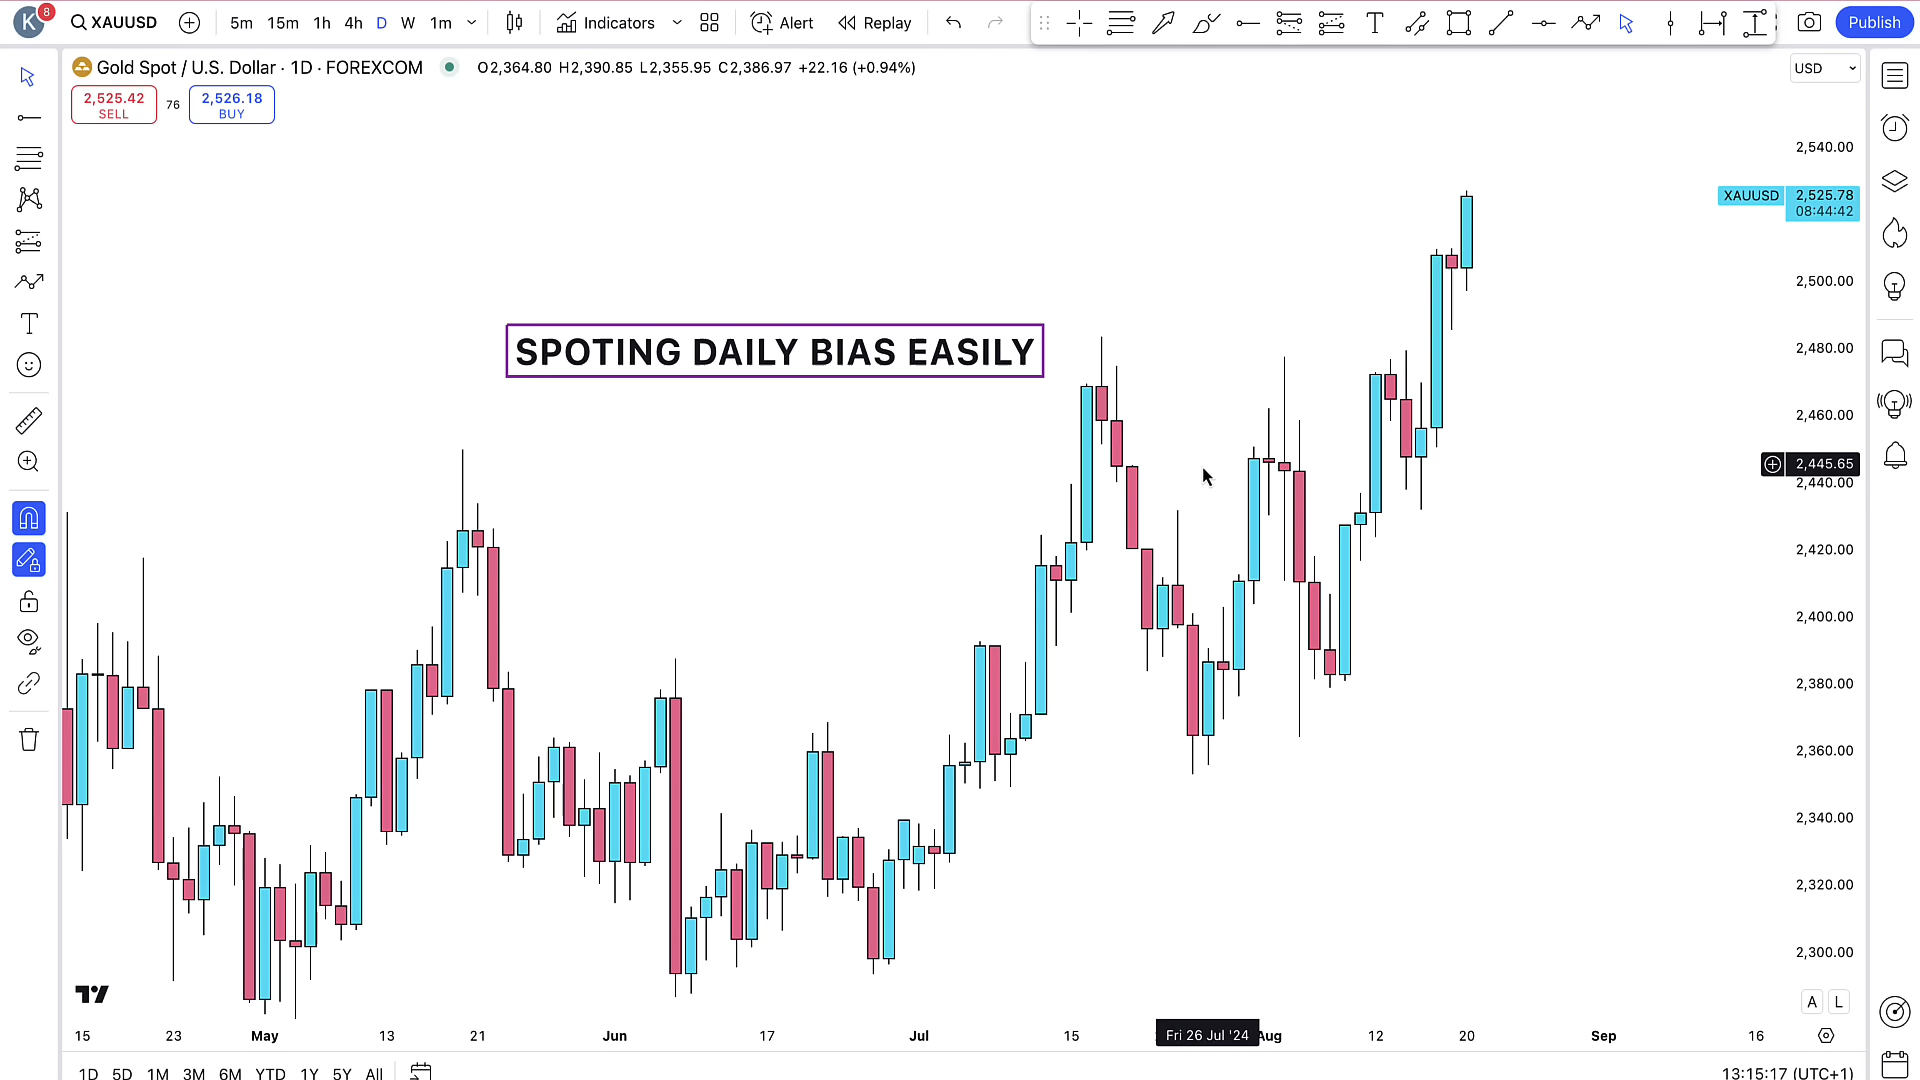 K 8 XAUUSD 5m 15m 1h 4h D W 1m Indicators Alert Replay T Publish
Gold Spot / U.S. Dollar · 1D · FOREXCOM O2,364.80 H2,390.85 L2,355.95 C2,386.97 +22.16 (+0.94%) USD
2,525.42 76 2,526.18
SELL BUY
2,540.00
XAUUSD 2,525.78
08:44:42
2,500.00
SPOTING DAILY BIAS EASILY
2,480.00
2,460.00
2,445.65
2,440.00
2,420.00
2,400.00
2,380.00
2,360.00
2,340.00
2,320.00
2,300.00
A L
15 23 May 13 21 Jun 17 Jul 15 Fri 26 Jul '24 Aug 12 20 Sep 16
1D 5D 1M 3M 6M YTD 1Y 5Y All 13:15:17 (UTC+1)